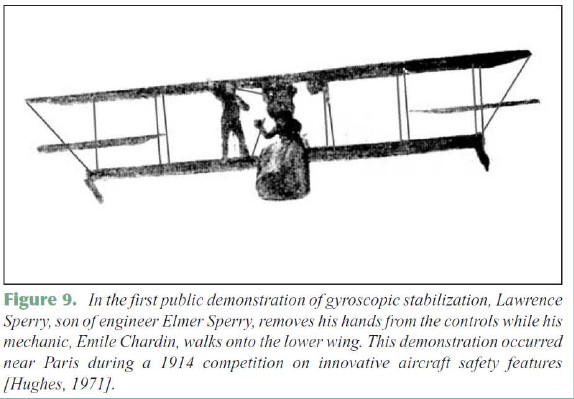 Figure 9. In the first public demonstration of gyroscopic stabilization, Lawrence
Sperry, son of engineer Elmer Sperry, removes his hands from the controls while his
mechanic, Emile Chardin, walks onto the lower wing. This demonstration occurred
near Paris during a 1914 competition on innovative aircraft safety features
[Hughes, 1971].